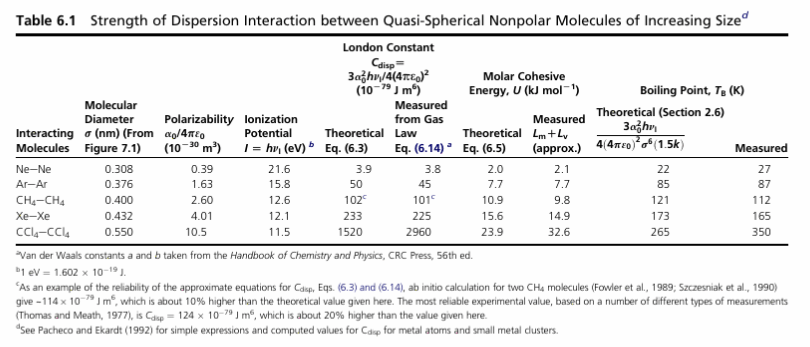 Table 6.1 Strength of Dispersion Interaction between Quasi-Spherical Nonpolar Molecules of Increasing Size^d
Interacting Molecules | Molecular Diameter σ (nm) (From Figure 7.1) | Polarizability α₀/4πε₀ (10⁻³⁰ m³) | Ionization Potential I = hνI (eV) ^b | London Constant C_disp= 3α₀²hνI/4(4πε₀)² (10⁻⁷⁹ J m⁶) Theoretical Eq. (6.3) | Measured from Gas Law Eq. (6.14) ^a | Molar Cohesive Energy, U (kJ mol⁻¹) Theoretical Eq. (6.5) | Measured Lm+Lv (approx.) | Boiling Point, T_B (K) Theoretical (Section 2.6) 3α₀²hνI / 4(4πε₀)²σ⁶(1.5k) | Measured
Ne–Ne 0.308 0.39 21.6 3.9 3.8 2.0 2.1 22 27
Ar–Ar 0.376 1.63 15.8 50 45 7.7 7.7 85 87
CH₄–CH₄ 0.400 2.60 12.6 102^c 101^c 10.9 9.8 121 112
Xe–Xe 0.432 4.01 12.1 233 225 15.6 14.9 173 165
CCl₄–CCl₄ 0.550 10.5 11.5 1520 2960 23.9 32.6 265 350
^aVan der Waals constants a and b taken from the Handbook of Chemistry and Physics, CRC Press, 56th ed.
^b1 eV = 1.602 × 10⁻¹⁹ J.
^cAs an example of the reliability of the approximate equations for C_disp, Eqs. (6.3) and (6.14), ab initio calculation for two CH₄ molecules (Fowler et al., 1989; Szczesniak et al., 1990)
give ~114 × 10⁻⁷⁹ J m⁶, which is about 10% higher than the theoretical value given here. The most reliable experimental value, based on a number of different types of measurements
(Thomas and Meath, 1977), is C_disp = 124 × 10⁻⁷⁹ J m⁶, which is about 20% higher than the value given here.
^dSee Pacheco and Ekardt (1992) for simple expressions and computed values for C_disp for metal atoms and small metal clusters.